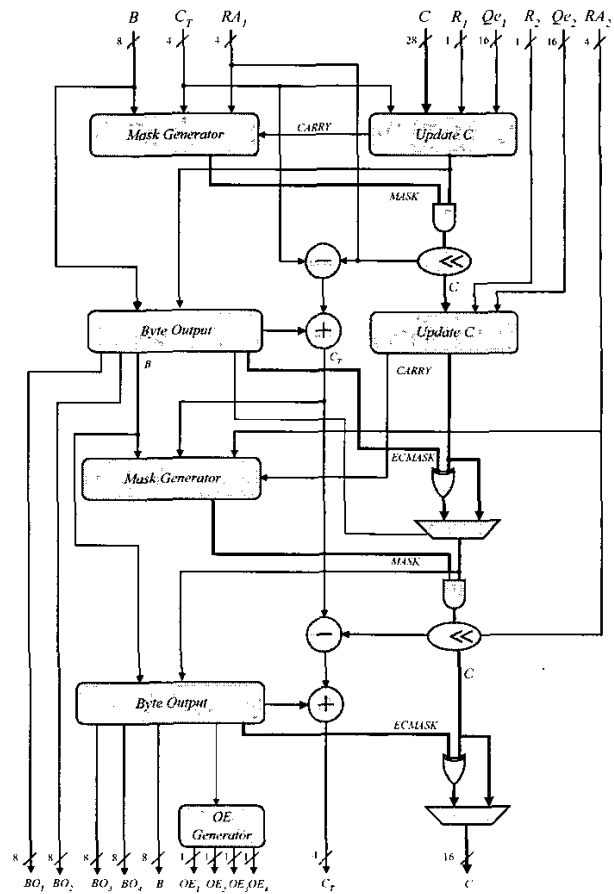 B C_T RA_1 C R_1 Qe_1 R_2 Qe_2 RA_2
8 4 4 28 1 16 1 16 4
Mask Generator
CARRY
Update C
MASK
−
<<
C
Byte Output
+
Update C
B
C_T
CARRY
Mask Generator
ECMASK
MASK
−
<<
C
Byte Output
+
ECMASK
OE
Generator
8 8 8 8 8 1 1 1 1 4 16
BO_1 BO_2 BO_3 BO_4 B OE_1 OE_2 OE_3 OE_4 C_T C